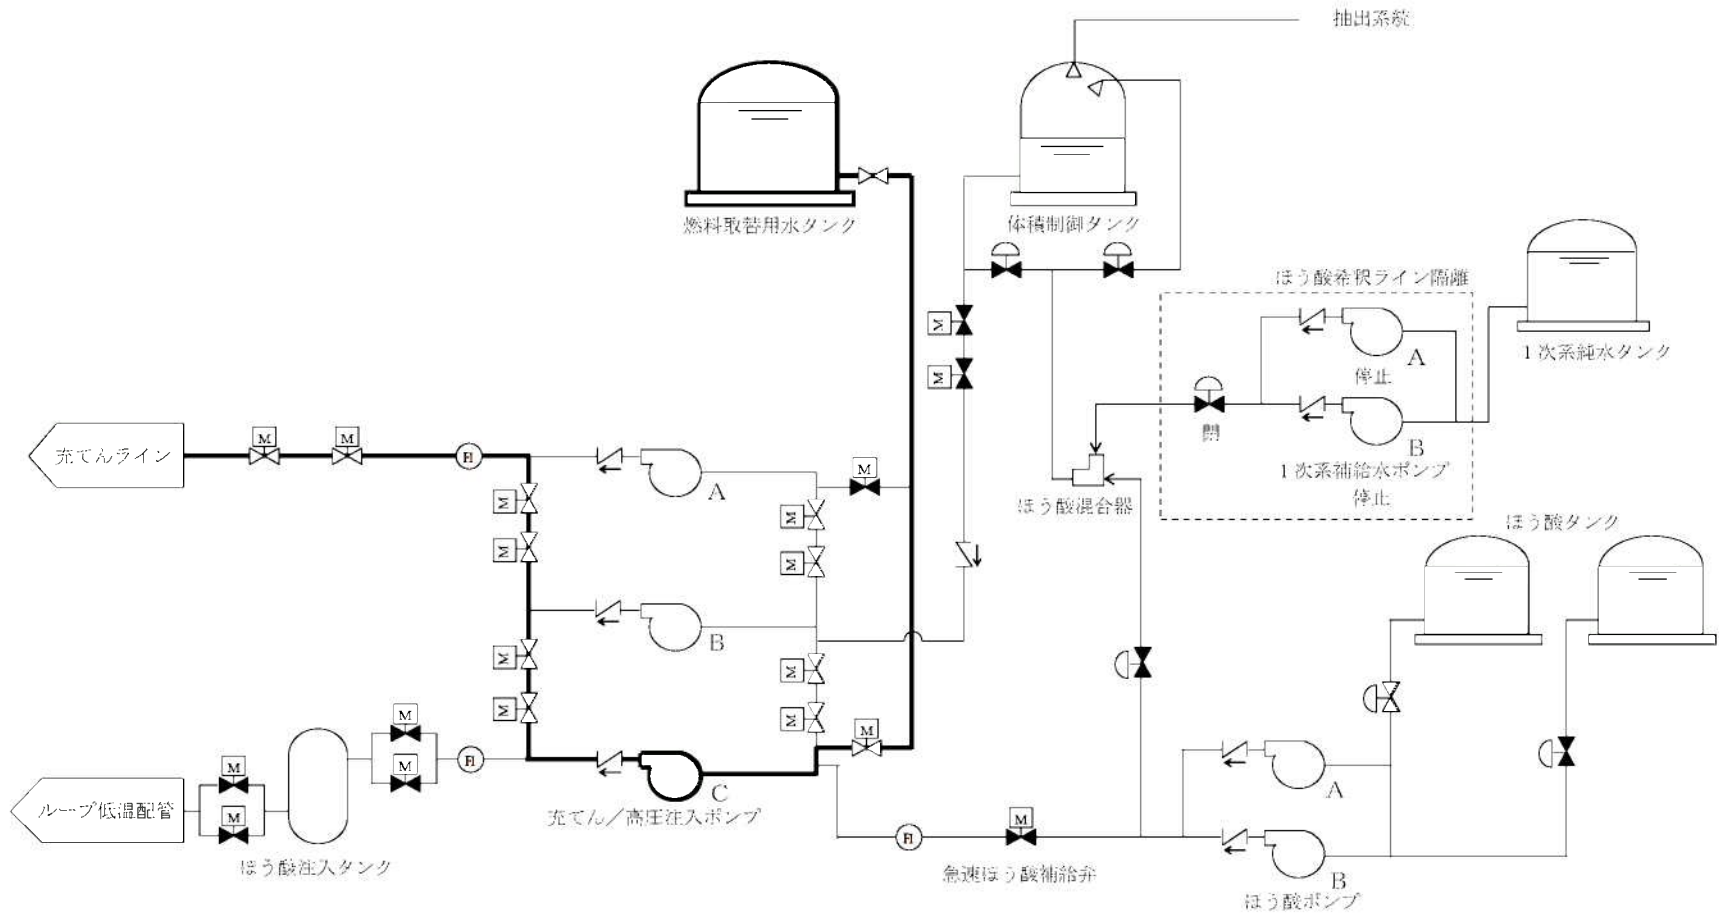 抽出系統
燃料取替用水タンク
体積制御タンク
ほう酸希釈ライン隔離
A
停止
1次系純水タンク
M
M
閉
B
1次系補給水ポンプ
停止
充てんライン
M
M
FI
A
M
ほう酸混合器
ほう酸タンク
M
M
M
M
B
M
M
M
M
M
M
M
FI
C
充てん/高圧注入ポンプ
A
M
M
ループ低温配管
M
ほう酸注入タンク
FI
M
急速ほう酸補給弁
B
ほう酸ポンプ